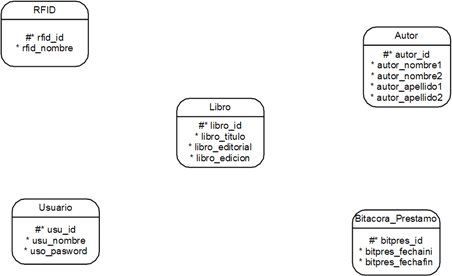 RFID
#* rfid_id
* rfid_nombre
Autor
#* autor_id
* autor_nombre1
* autor_nombre2
* autor_apellido1
* autor_apellido2
Libro
#* libro_id
* libro_titulo
* libro_editorial
* libro_edicion
Usuario
#* usu_id
* usu_nombre
* uso_pasword
Bitacora_Prestamo
#* bitpres_id
* bitpres_fechaini
* bitpres_fechafin